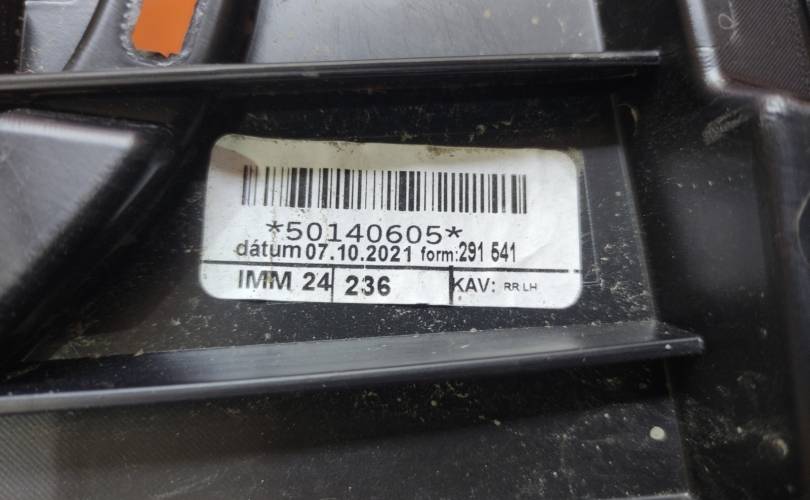 *50140605*
dátum 07.10.2021 form: 291 541
IMM 24 236 KAV: RR LH